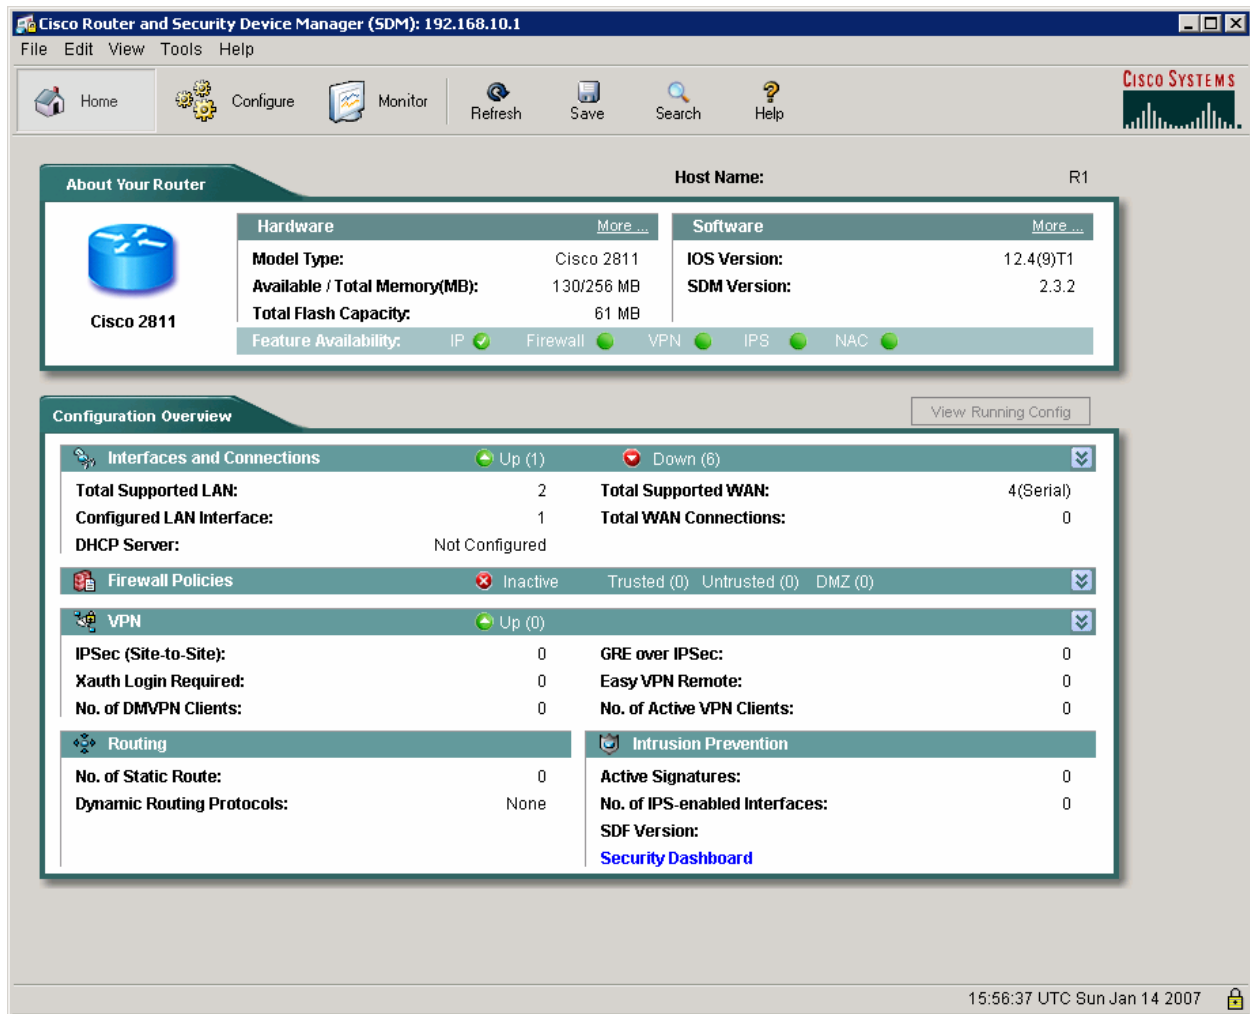 Cisco Router and Security Device Manager (SDM): 192.168.10.1
File Edit View Tools Help
Home Configure Monitor Refresh Save Search Help
CISCO SYSTEMS
About Your Router
Host Name: R1
Hardware More ...
Software More ...
Model Type: Cisco 2811
IOS Version: 12.4(9)T1
Available / Total Memory(MB): 130/256 MB
SDM Version: 2.3.2
Total Flash Capacity: 61 MB
Cisco 2811
Feature Availability: IP Firewall VPN IPS NAC
Configuration Overview
View Running Config
Interfaces and Connections Up (1) Down (6)
Total Supported LAN: 2
Total Supported WAN: 4(Serial)
Configured LAN Interface: 1
Total WAN Connections: 0
DHCP Server: Not Configured
Firewall Policies Inactive Trusted (0) Untrusted (0) DMZ (0)
VPN Up (0)
IPSec (Site-to-Site): 0
GRE over IPSec: 0
Xauth Login Required: 0
Easy VPN Remote: 0
No. of DMVPN Clients: 0
No. of Active VPN Clients: 0
Routing
Intrusion Prevention
No. of Static Route: 0
Active Signatures: 0
Dynamic Routing Protocols: None
No. of IPS-enabled Interfaces: 0
SDF Version:
Security Dashboard
15:56:37 UTC Sun Jan 14 2007